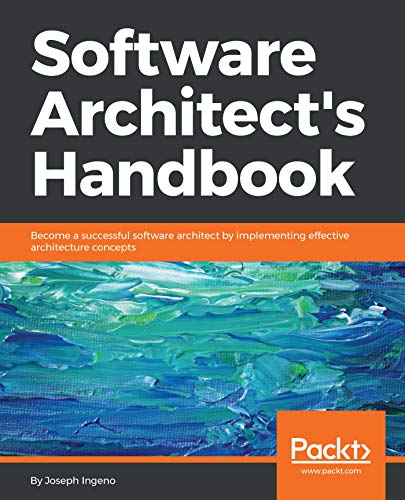 Software
Architect's
Handbook
Become a successful software architect by implementing effective
architecture concepts
Packt>
www.packt.com
By Joseph Ingeno